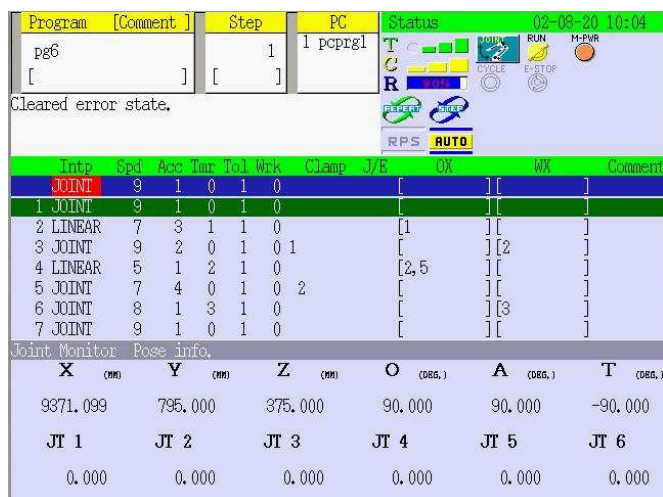 Program [Comment ] Step PC Status 02-08-20 10:04
pg6 1 1 pcprg1 T JOINT RUN M-PWR
C CYCLE E-STOP
[ ] [ ] R 90%
Cleared error state. REPEAT STEP
RPS AUTO
Intp Spd Acc Tmr Tol Wrk Clamp J/E OX WX Comment
JOINT 9 1 0 1 0 [ ][ ]
1 JOINT 9 1 0 1 0 [ ][ ]
2 LINEAR 7 3 1 1 0 [1 ][ ]
3 JOINT 9 2 0 1 0 1 [ ][2 ]
4 LINEAR 5 1 2 1 0 [2,5 ][ ]
5 JOINT 7 4 0 1 0 2 [ ][ ]
6 JOINT 8 1 3 1 0 [ ][3 ]
7 JOINT 9 1 0 1 0 [ ][ ]
Joint Monitor Pose info.
X (MM) Y (MM) Z (MM) O (DEG.) A (DEG.) T (DEG.)
9371.099 795.000 375.000 90.000 90.000 -90.000
JT 1 JT 2 JT 3 JT 4 JT 5 JT 6
0.000 0.000 0.000 0.000 0.000 0.000